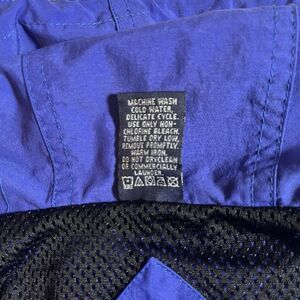 MACHINE WASH
COLD WATER,
DELICATE CYCLE.
USE ONLY NON-
CHLORINE BLEACH.
TUMBLE DRY LOW,
REMOVE PROMPTLY.
WARM IRON.
DO NOT DRYCLEAN
OR COMMERCIALLY
LAUNDER.